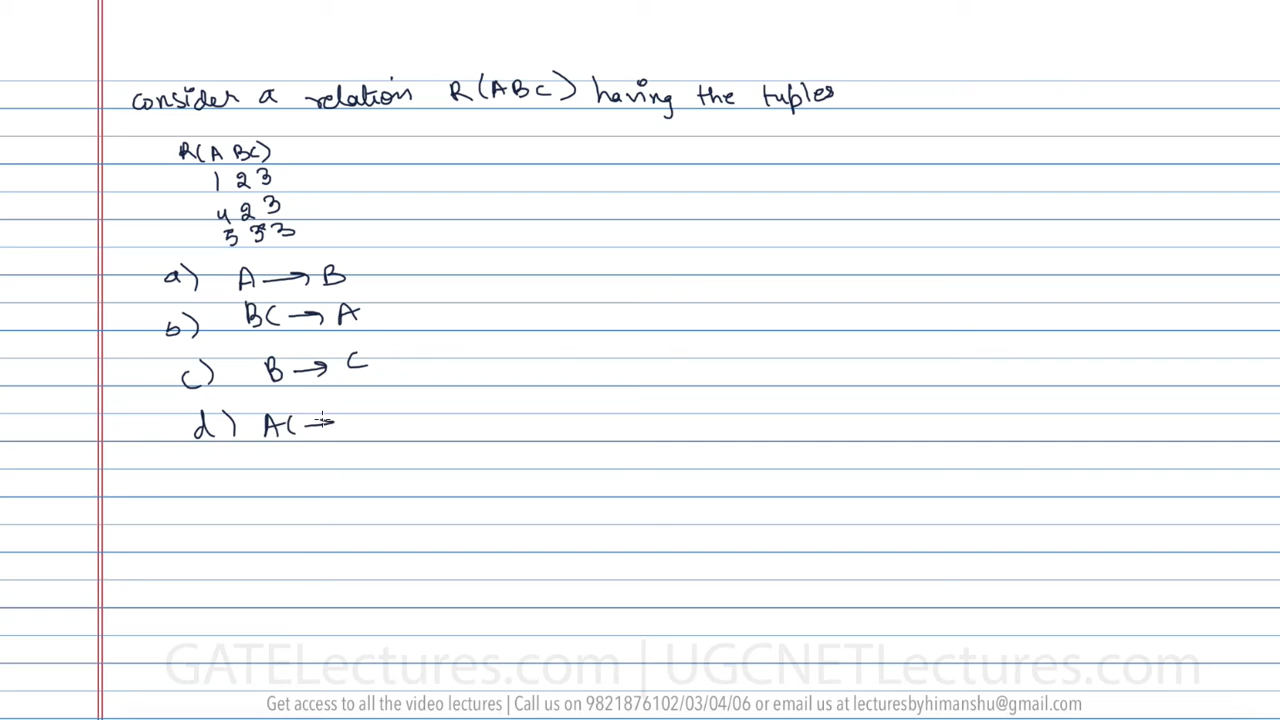 consider a relation R(ABC) having the tuples
R(A BC)
1 2 3
4 2 3
5 3 3
a) A → B
b) BC → A
c) B → C
d) AC →
GATELectures.com | UGCNETLectures.com
Get access to all the video lectures | Call us on 9821876102/03/04/06 or email us at lecturesbyhimanshu@gmail.com